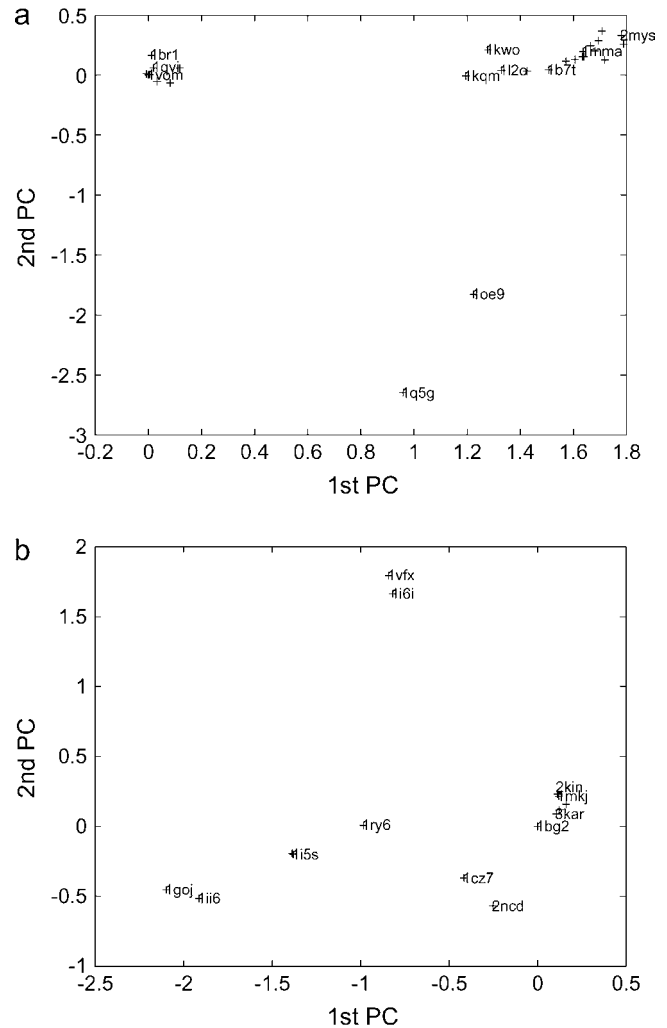 a
0.5
0
-0.5
-1
-1.5
-2
-2.5
-3
2nd PC
1br1
1vom
1kwo
1kqm
1l2o
1b7t
1mma
2mys
1oe9
1q5g
-0.2 0 0.2 0.4 0.6 0.8 1 1.2 1.4 1.6 1.8
1st PC
b
2
1.5
1
0.5
0
-0.5
-1
2nd PC
1vfx
1i6i
2kin
1mkj
3kar
1bg2
1ry6
1i5s
1cz7
1goj
1ii6
2ncd
-2.5 -2 -1.5 -1 -0.5 0 0.5
1st PC